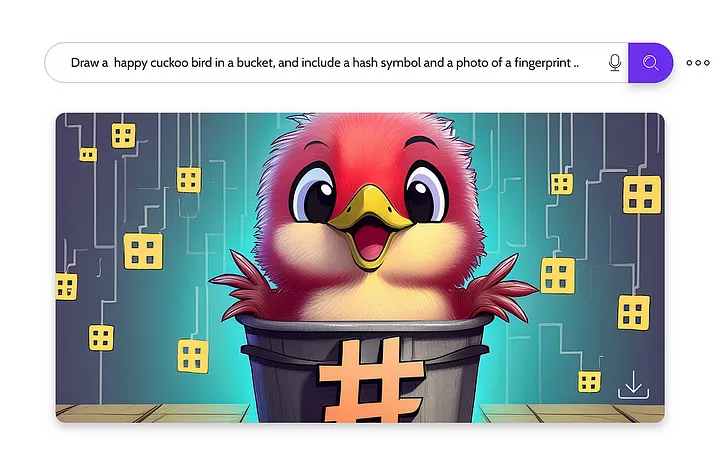 Draw a  happy cuckoo bird in a bucket, and include a hash symbol and a photo of a fingerprint ..
#